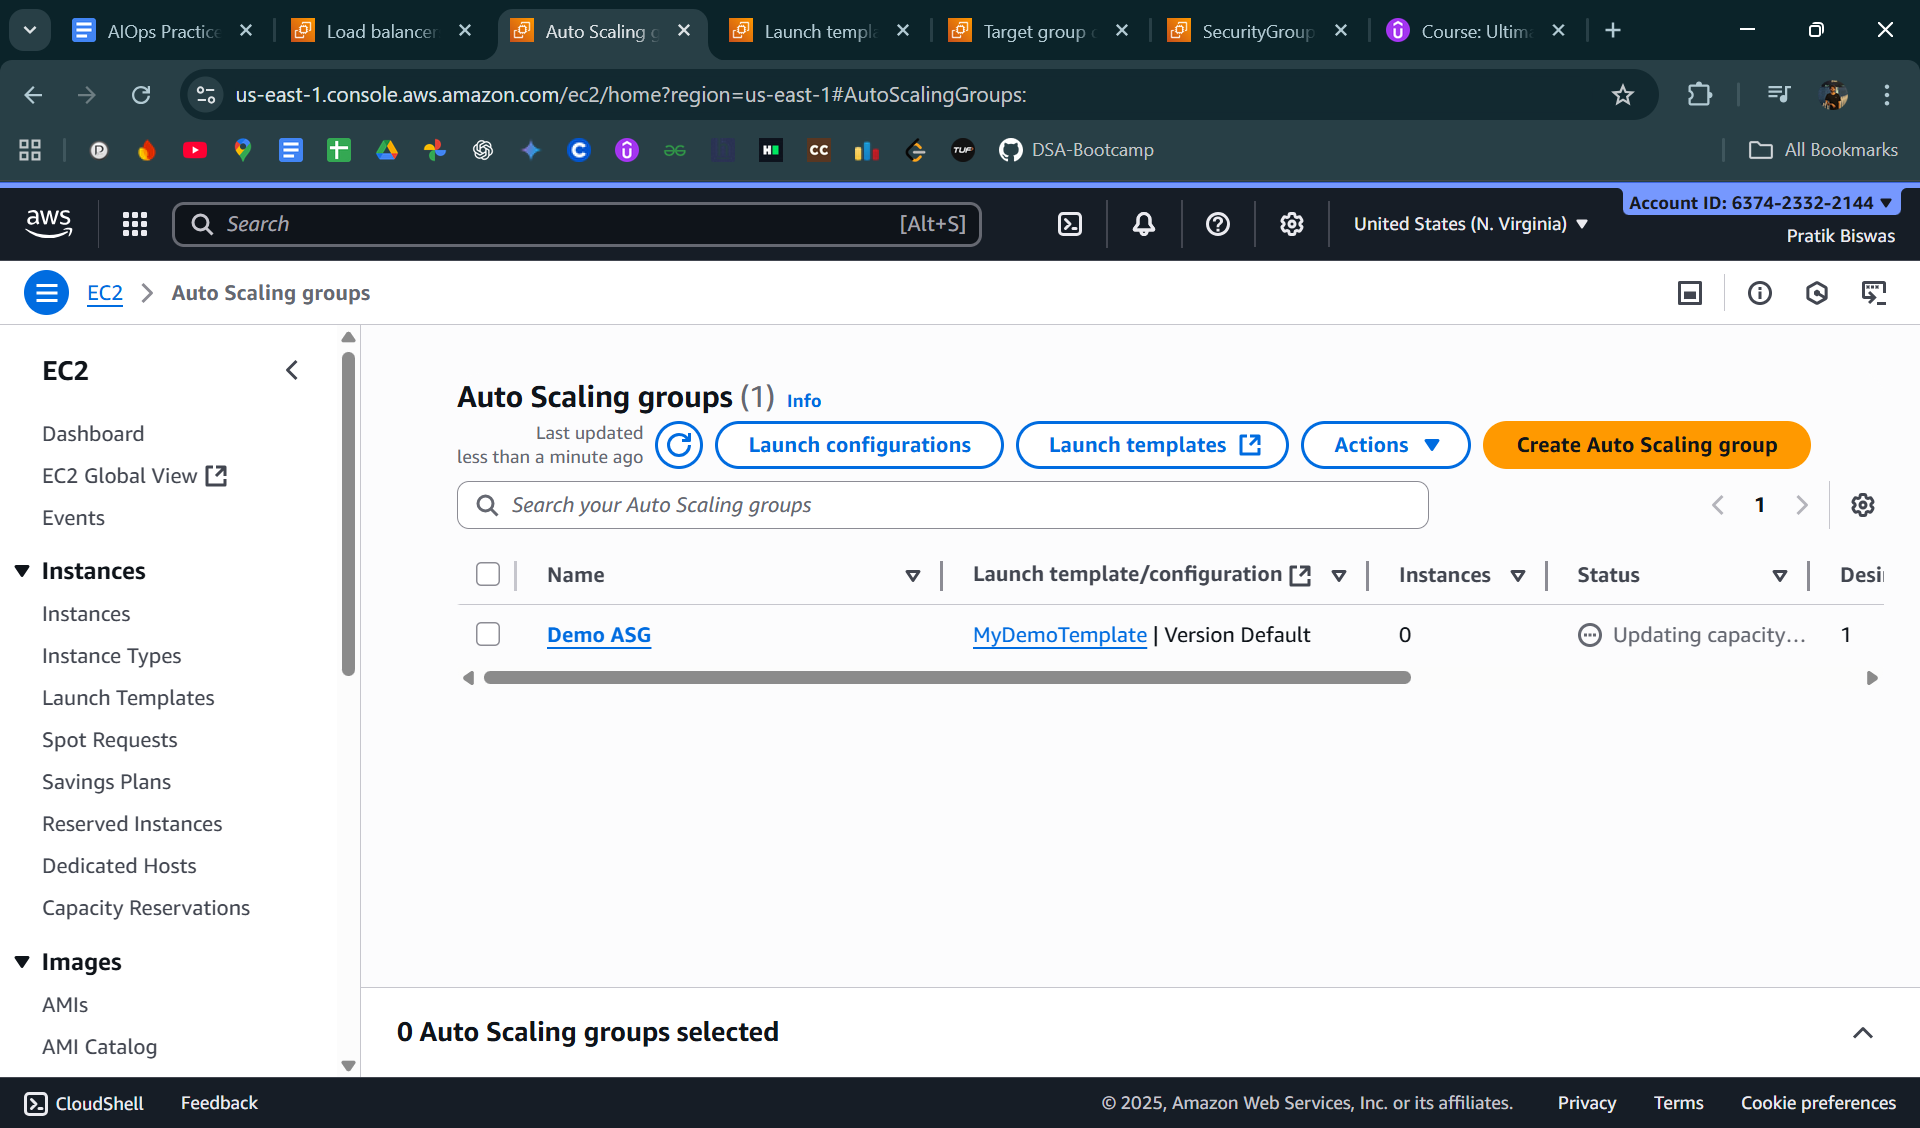 AIOps Practice
Load balancer
Auto Scaling g
Launch templa
Target group
SecurityGroup
Course: Ultima
us-east-1.console.aws.amazon.com/ec2/home?region=us-east-1#AutoScalingGroups:
DSA-Bootcamp
All Bookmarks
aws
Search
[Alt+S]
United States (N. Virginia)
Account ID: 6374-2332-2144
Pratik Biswas
EC2
Auto Scaling groups
EC2
Dashboard
EC2 Global View
Events
Instances
Instances
Instance Types
Launch Templates
Spot Requests
Savings Plans
Reserved Instances
Dedicated Hosts
Capacity Reservations
Images
AMIs
AMI Catalog
Auto Scaling groups (1) Info
Last updated
less than a minute ago
Launch configurations
Launch templates
Actions
Create Auto Scaling group
Search your Auto Scaling groups
1
Name
Launch template/configuration
Instances
Status
Desi
Demo ASG
MyDemoTemplate | Version Default
0
Updating capacity...
1
0 Auto Scaling groups selected
CloudShell
Feedback
© 2025, Amazon Web Services, Inc. or its affiliates.
Privacy
Terms
Cookie preferences